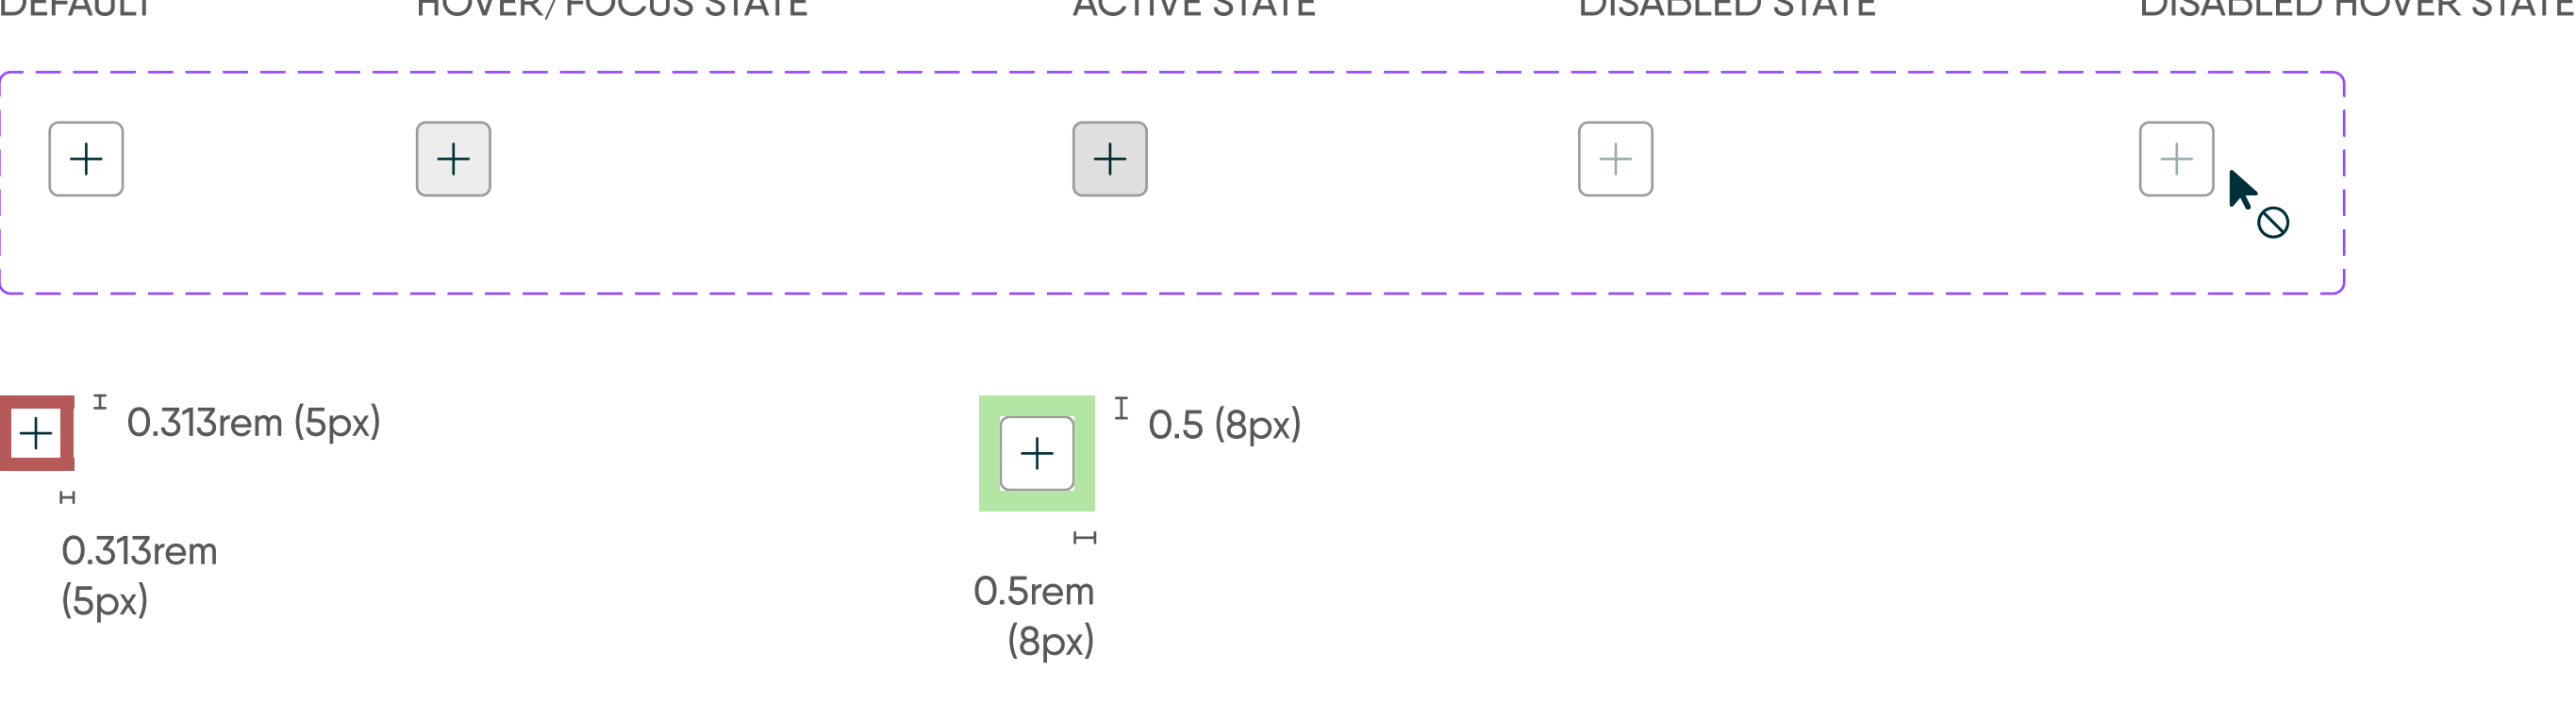 DEFAULT
HOVER/FOCUS STATE
ACTIVE STATE
DISABLED STATE
DISABLED HOVER STATE
0.313rem (5px)
0.5 (8px)
0.313rem
(5px)
0.5rem
(8px)